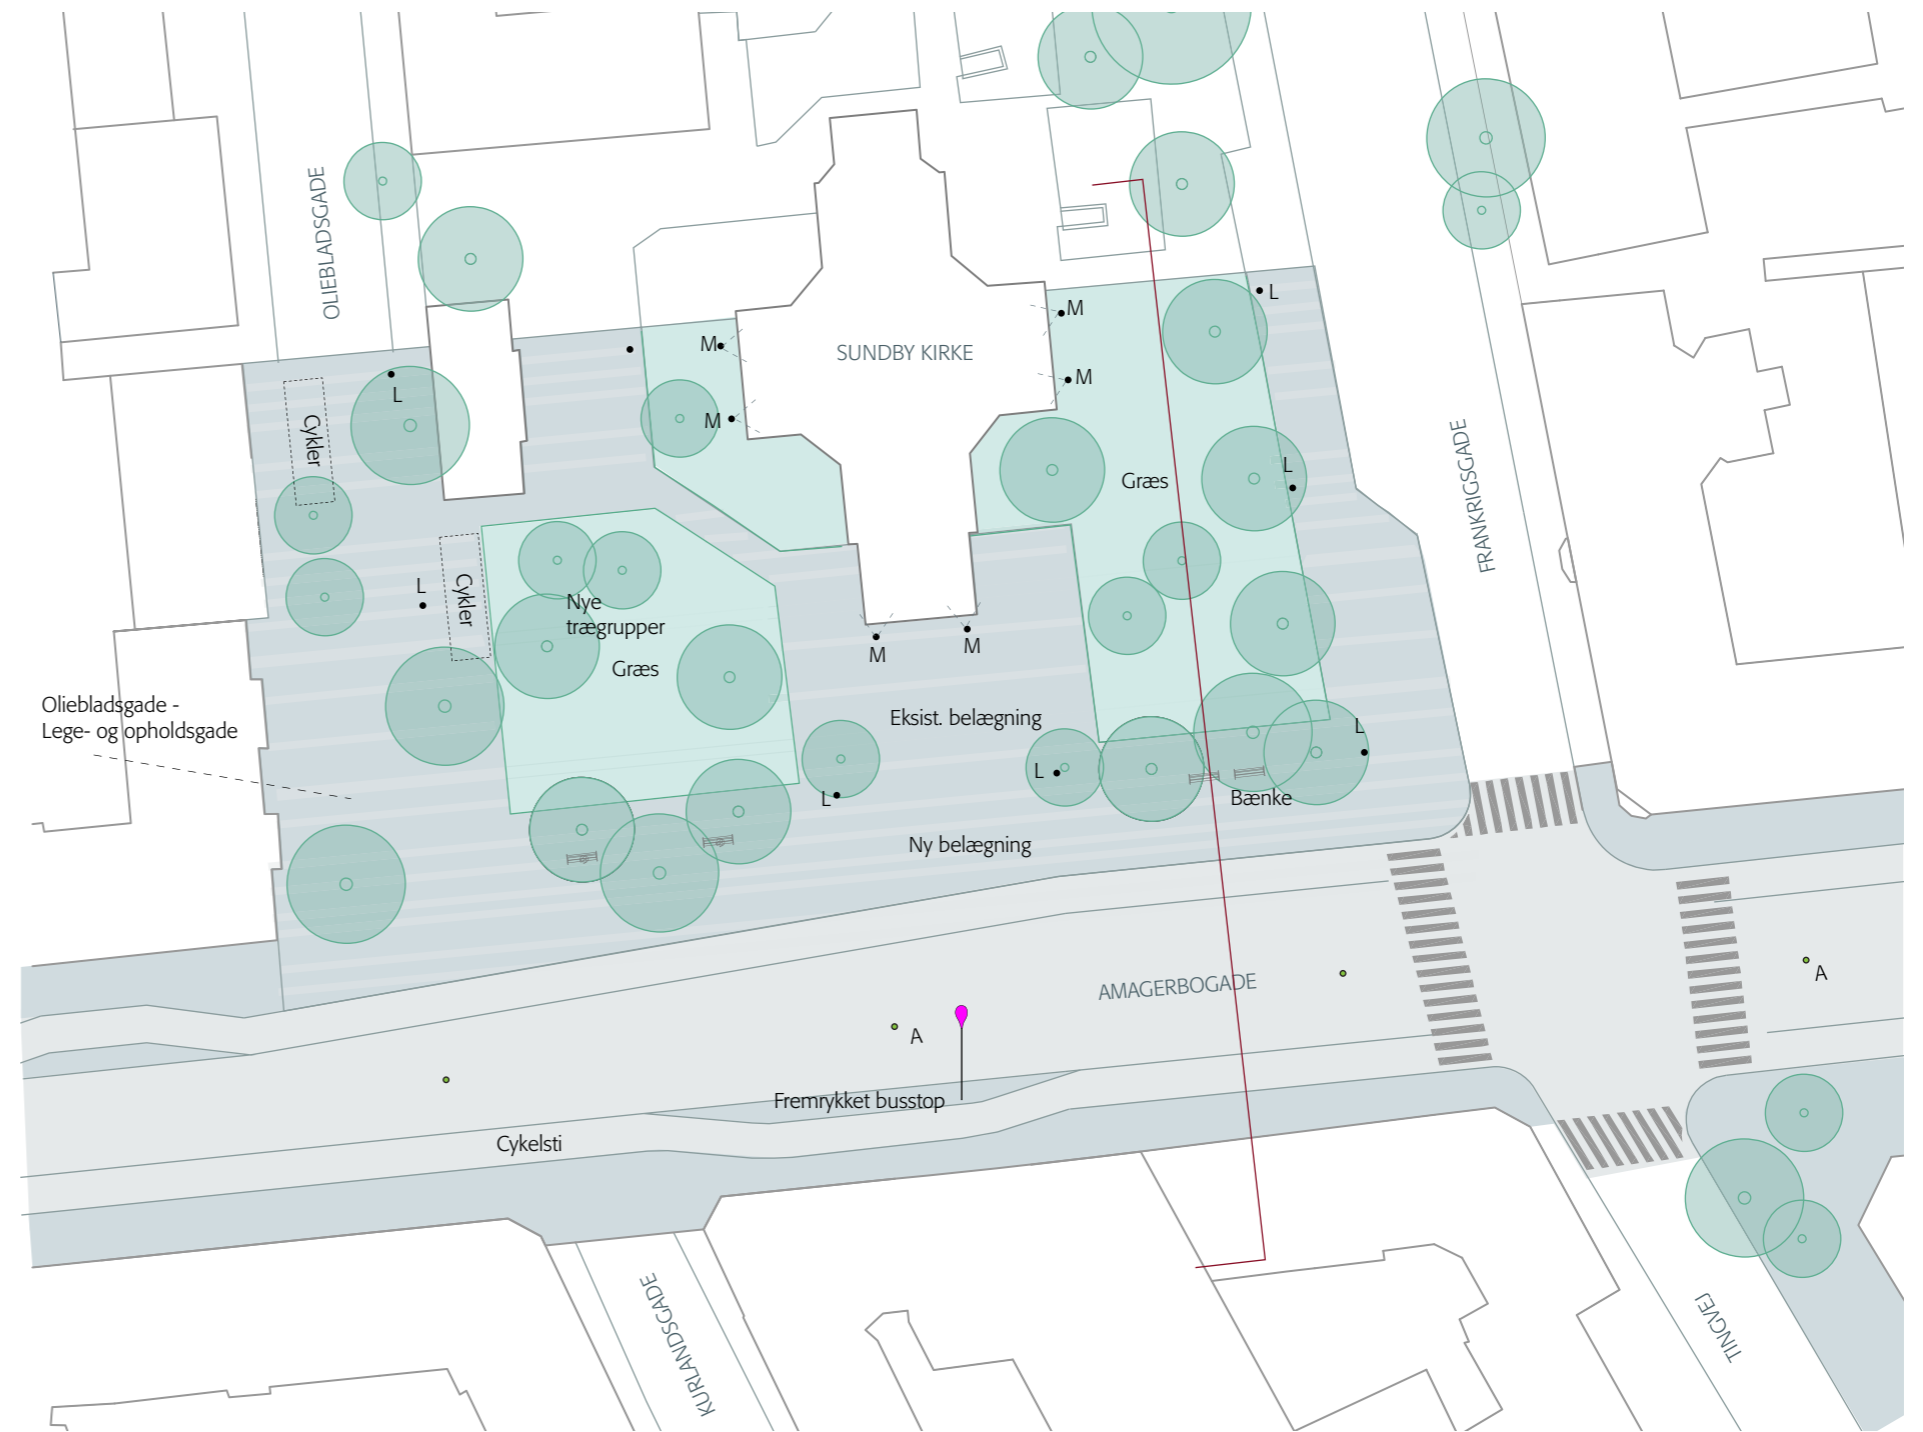 OLIEBLADSGADE
L
M
M
SUNDBY KIRKE
M
M
L
Cykler
L
Græs
L
FRANKRIGSGADE
Cykler
Nye
trægrupper
Græs
M
M
Oliebladsgade -
Lege- og opholdsgade
Eksist. belægning
L
L
L
Bænke
Ny belægning
AMAGERBOGADE
A
A
Fremrykket busstop
Cykelsti
KURLANDSGADE
TINGVEJ